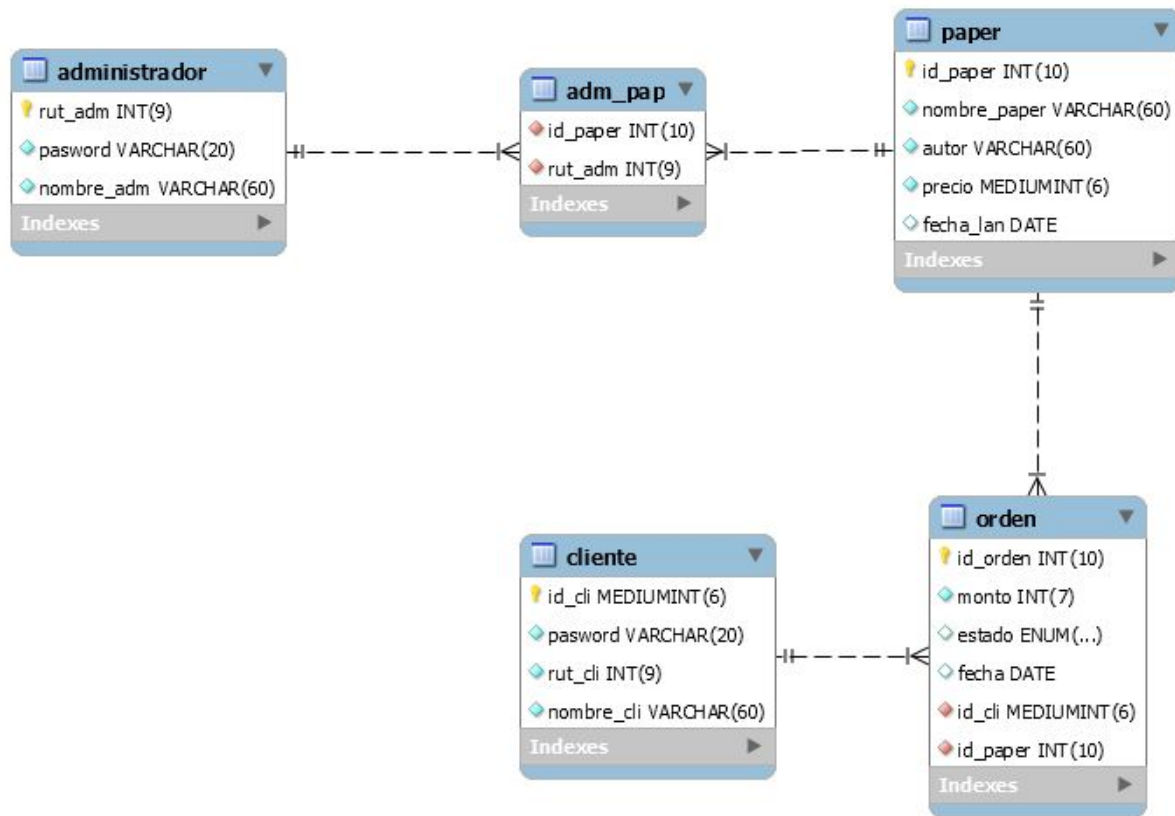 administrador
rut_adm INT(9)
pasword VARCHAR(20)
nombre_adm VARCHAR(60)
Indexes
adm_pap
id_paper INT(10)
rut_adm INT(9)
Indexes
paper
id_paper INT(10)
nombre_paper VARCHAR(60)
autor VARCHAR(60)
precio MEDIUMINT(6)
fecha_lan DATE
Indexes
cliente
id_cli MEDIUMINT(6)
pasword VARCHAR(20)
rut_cli INT(9)
nombre_cli VARCHAR(60)
Indexes
orden
id_orden INT(10)
monto INT(7)
estado ENUM(...)
fecha DATE
id_cli MEDIUMINT(6)
id_paper INT(10)
Indexes